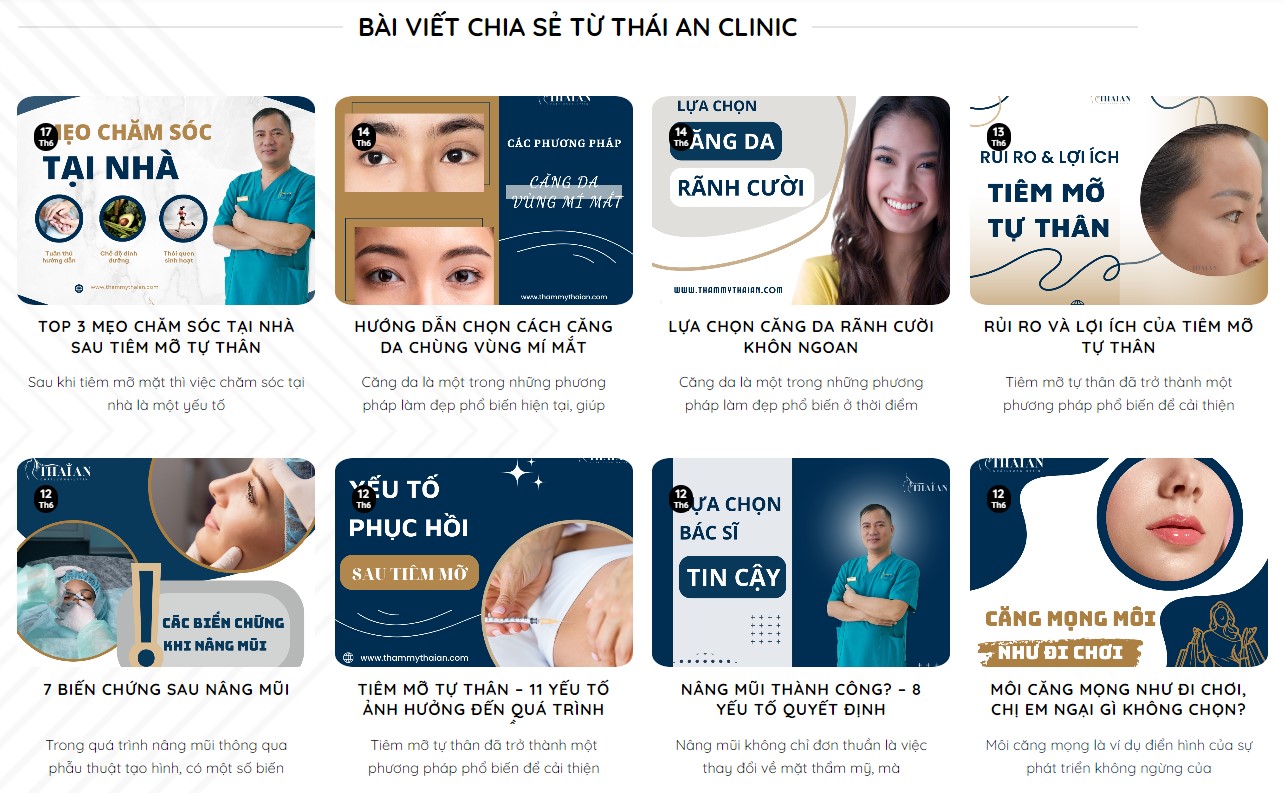 BÀI VIẾT CHIA SẺ TỪ THÁI AN CLINIC
17
Th6
MẸO CHĂM SÓC
TẠI NHÀ
Tuân thủ
hướng dẫn
Chế độ dinh
dưỡng
Thói quen
sinh hoạt
www.thammythaian.com
TOP 3 MẸO CHĂM SÓC TẠI NHÀ
SAU TIÊM MỠ TỰ THÂN
Sau khi tiêm mỡ mặt thì việc chăm sóc tại
nhà là một yếu tố
14
Th6
THAIAN
CÁC PHƯƠNG PHÁP
CĂNG DA
VÙNG MÍ MẮT
www.thammythaian.com
HƯỚNG DẪN CHỌN CÁCH CĂNG
DA CHÙNG VÙNG MÍ MẮT
Căng da là một trong những phương
pháp làm đẹp phổ biến hiện tại, giúp
14
Th6
LỰA CHỌN
CĂNG DA
RÃNH CƯỜI
WWW.THAMMYTHAIAN.COM
LỰA CHỌN CĂNG DA RÃNH CƯỜI
KHÔN NGOAN
Căng da là một trong những phương
pháp làm đẹp phổ biến ở thời điểm
13
Th6
THAIAN
RỦI RO & LỢI ÍCH
TIÊM MỠ
TỰ THÂN
RỦI RO VÀ LỢI ÍCH CỦA TIÊM MỠ
TỰ THÂN
Tiêm mỡ tự thân đã trở thành một
phương pháp phổ biến để cải thiện
THAIAN
12
Th6
CÁC BIẾN CHỨNG
KHI NÂNG MŨI
7 BIẾN CHỨNG SAU NÂNG MŨI
Trong quá trình nâng mũi thông qua
phẫu thuật tạo hình, có một số biến
12
Th6
YẾU TỐ
PHỤC HỒI
SAU TIÊM MỠ
www.thammythaian.com
TIÊM MỠ TỰ THÂN – 11 YẾU TỐ
ẢNH HƯỞNG ĐẾN QUÁ TRÌNH
Tiêm mỡ tự thân đã trở thành một
phương pháp phổ biến để cải thiện
12
Th6
THAIAN
LỰA CHỌN
BÁC SĨ
TIN CẬY
NÂNG MŨI THÀNH CÔNG? – 8
YẾU TỐ QUYẾT ĐỊNH
Nâng mũi không chỉ đơn thuần là việc
thay đổi về mặt thẩm mỹ, mà
THAIAN
12
Th6
CĂNG MỌNG MÔI
NHƯ ĐI CHƠI
MÔI CĂNG MỌNG NHƯ ĐI CHƠI,
CHỊ EM NGẠI GÌ KHÔNG CHỌN?
Môi căng mọng là ví dụ điển hình của sự
phát triển không ngừng của